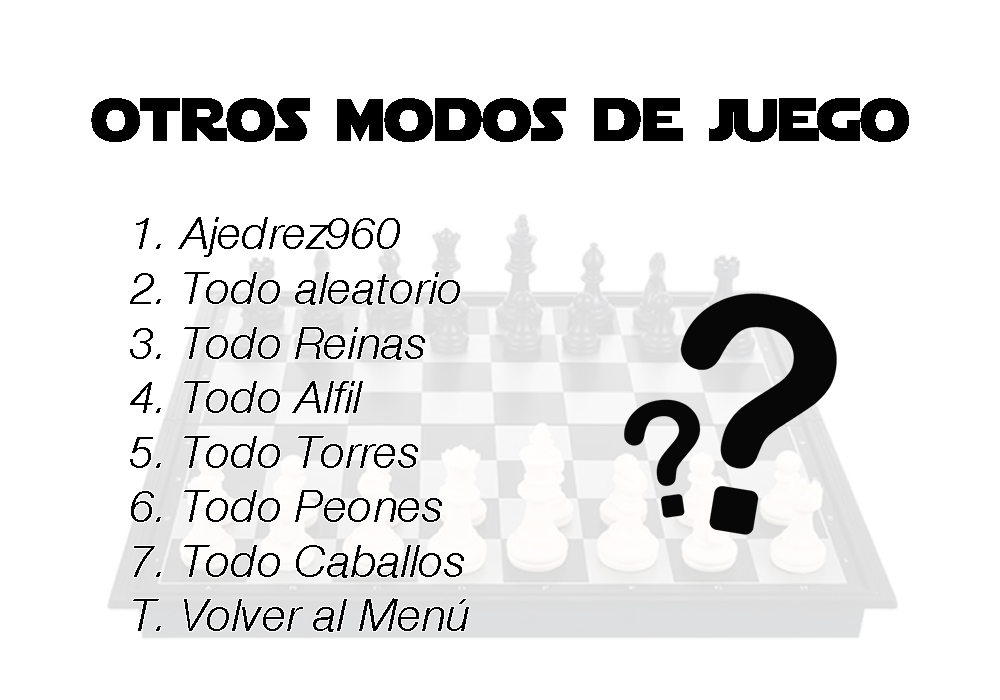 OTROS MODOS DE JUEGO
1. Ajedrez960
2. Todo aleatorio
3. Todo Reinas
4. Todo Alfil
5. Todo Torres
6. Todo Peones
7. Todo Caballos
T. Volver al Menú
??